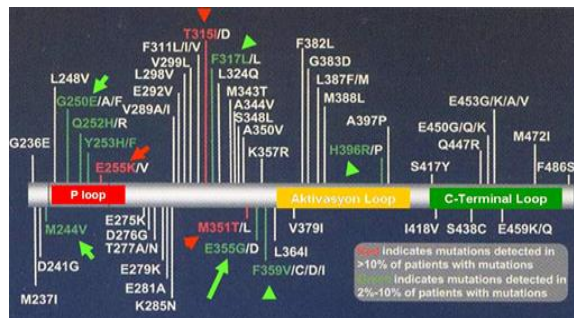 T315I/D
F311L/I/V
F317L/L
F382L
V299L
G383D
L248V
L298V
L324Q
L387F/M
G250E/A/F
E292V
M343T
M388L
E453G/K/A/V
Q252H/R
V289A/I
A344V
A397P
E450G/Q/K
G236E
Y253H/F
S348L
Q447R
M472I
A350V
H396R/P
E255K/V
K357R
S417Y
F486S
P loop
Aktivasyon Loop
C-Terminal Loop
M244V
E275K
M351T/L
V379I
I418V
S438C
E459K/Q
D276G
T277A/N
E355G/D
L364I
D241G
E279K
F359V/C/D/I
M237I
E281A
K285N
Red indicates mutations detected in
>10% of patients with mutations
Green indicates mutations detected in
2%-10% of patients with mutations